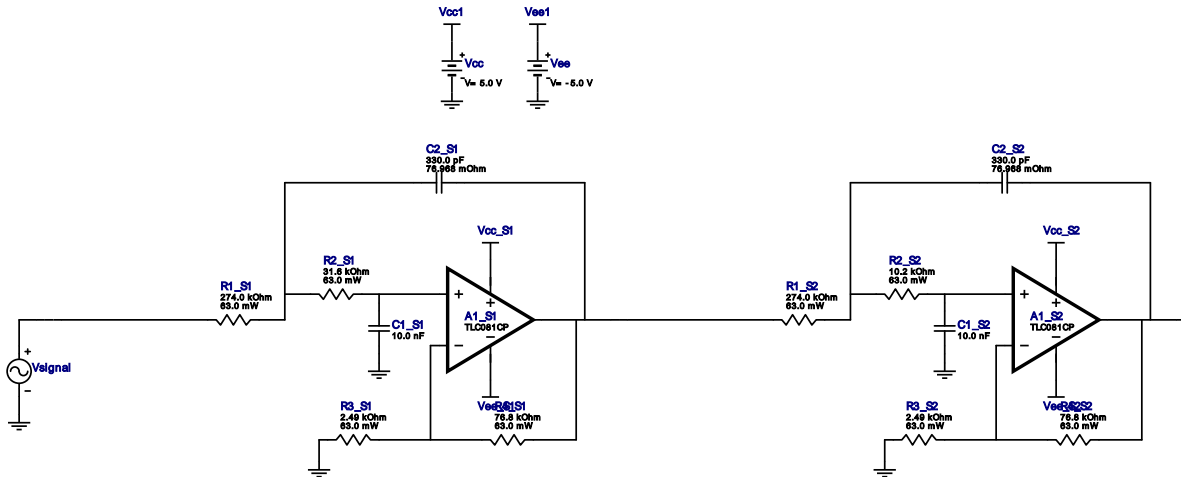 Vcc1
Vee1
+
Vcc
- V= 5.0 V
+
Vee
- V= -5.0 V
C2_S1
330.0 pF
76.968 mOhm
C2_S2
330.0 pF
76.968 mOhm
Vcc_S1
Vcc_S2
R2_S1
31.6 kOhm
63.0 mW
R2_S2
10.2 kOhm
63.0 mW
R1_S1
274.0 kOhm
63.0 mW
R1_S2
274.0 kOhm
63.0 mW
+
+
A1_S1
TLC081CP
−
−
C1_S1
10.0 nF
+
+
A1_S2
TLC081CP
−
−
C1_S2
10.0 nF
+
Vsignal
−
R3_S1
2.49 kOhm
63.0 mW
76.8 kOhm
63.0 mW
R3_S2
2.49 kOhm
63.0 mW
76.8 kOhm
63.0 mW